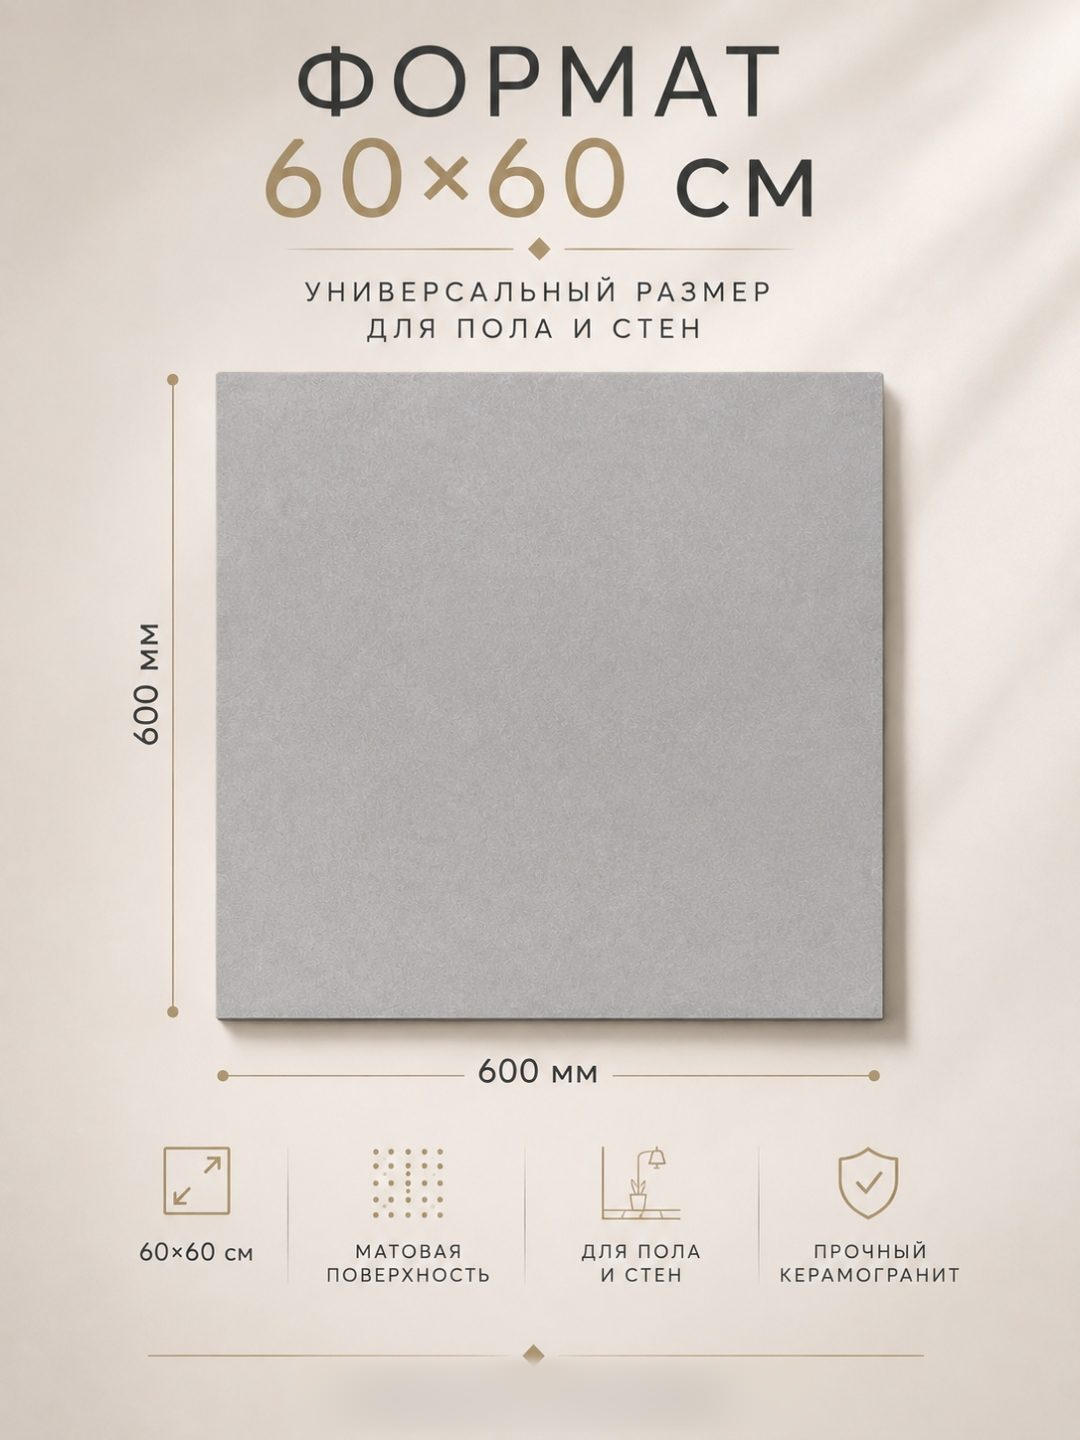 ФОРМАТ
60×60 см
УНИВЕРСАЛЬНЫЙ РАЗМЕР
ДЛЯ ПОЛА И СТЕН
600 мм
600 мм
60×60 см
МАТОВАЯ
ПОВЕРХНОСТЬ
ДЛЯ ПОЛА
И СТЕН
ПРОЧНЫЙ
КЕРАМОГРАНИТ